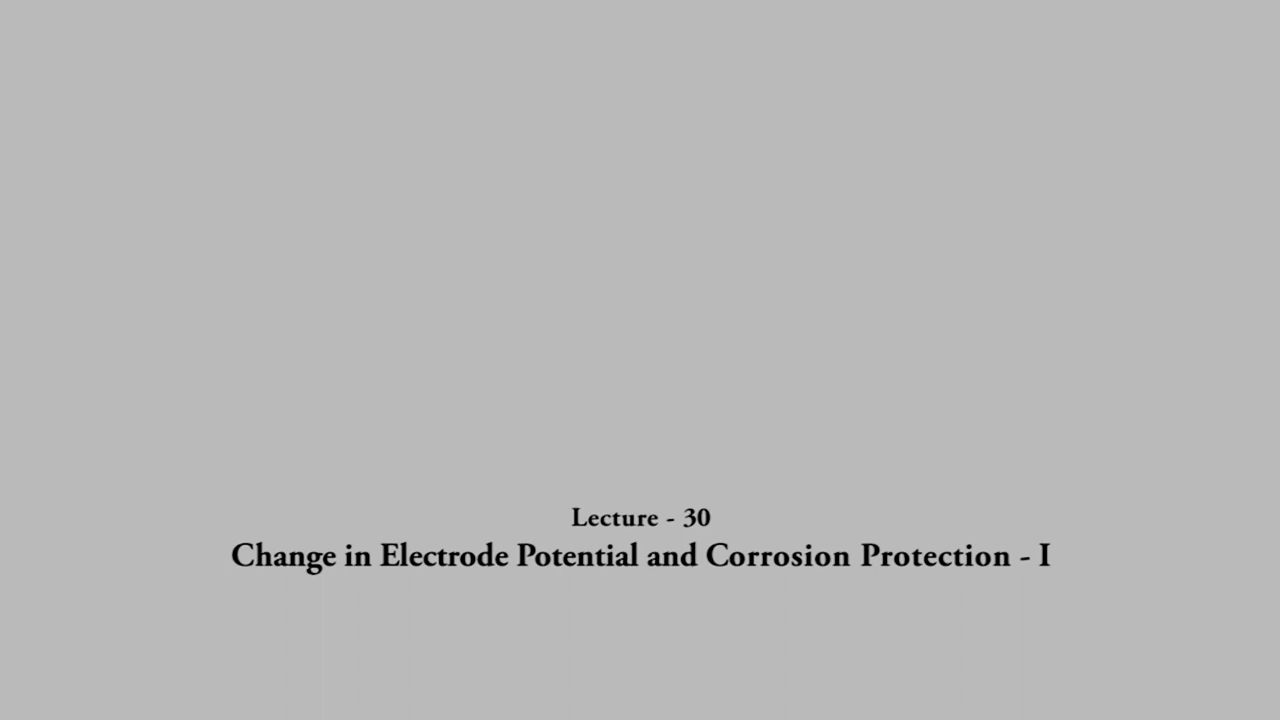 Lecture - 30
Change in Electrode Potential and Corrosion Protection - I